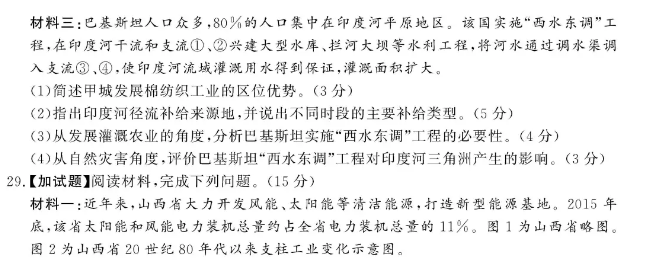 材料三:巴基斯坦人口众多,80%的人口集中在印度河平原地区。该国实施“西水东调”工
程,在印度河干流和支流①、②兴建大型水库、拦河大坝等水利工程,将河水通过调水渠调
入支流③、④,使印度河流域灌溉用水得到保证,灌溉面积扩大。
(1)简述甲城发展棉纺织工业的区位优势。(3分)
(2)指出印度河径流补给来源地,并说出不同时段的主要补给类型。(5分)
(3)从发展灌溉农业的角度,分析巴基斯坦实施“西水东调”工程的必要性。(4分)
(4)从自然灾害角度,评价巴基斯坦“西水东调”工程对印度河三角洲产生的影响。(3分)
29.【加试题】阅读材料,完成下列问题。(15分)
材料一:近年来,山西省大力开发风能、太阳能等清洁能源,打造新型能源基地。2015年
底,该省太阳能和风能电力装机总量约占全省电力装机总量的11%。图1为山西省略图。
图2为山西省20世纪80年代以来支柱工业变化示意图。